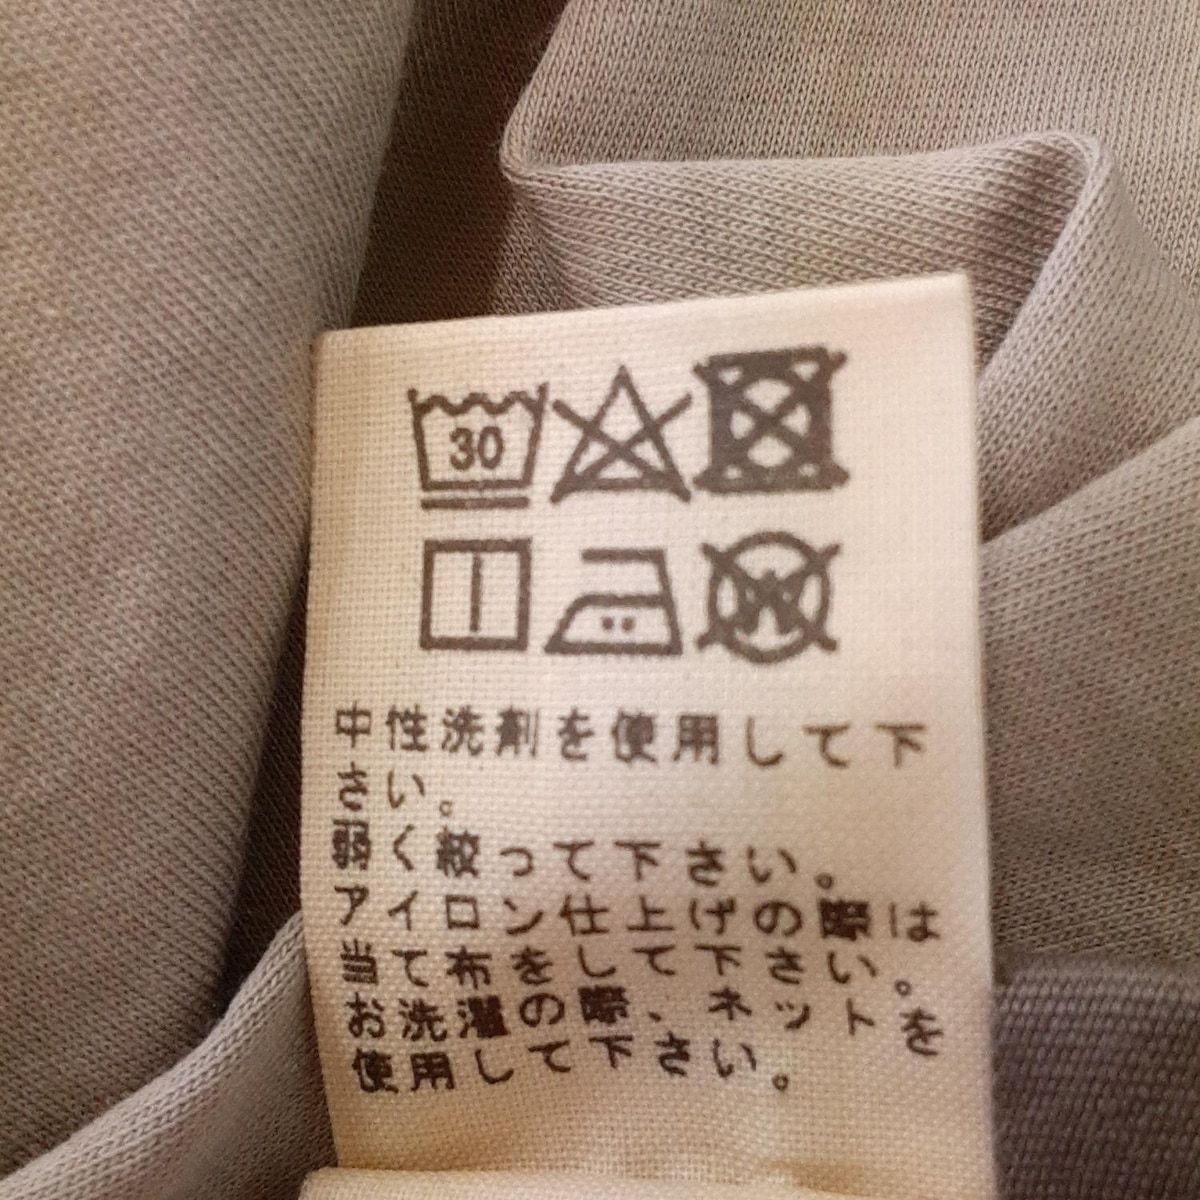 30
W
中性洗剤を使用して下
さい。
弱く絞って下さい。
アイロン仕上げの際は
当て布をして下さい。
お洗濯の際、ネットを
使用して下さい。